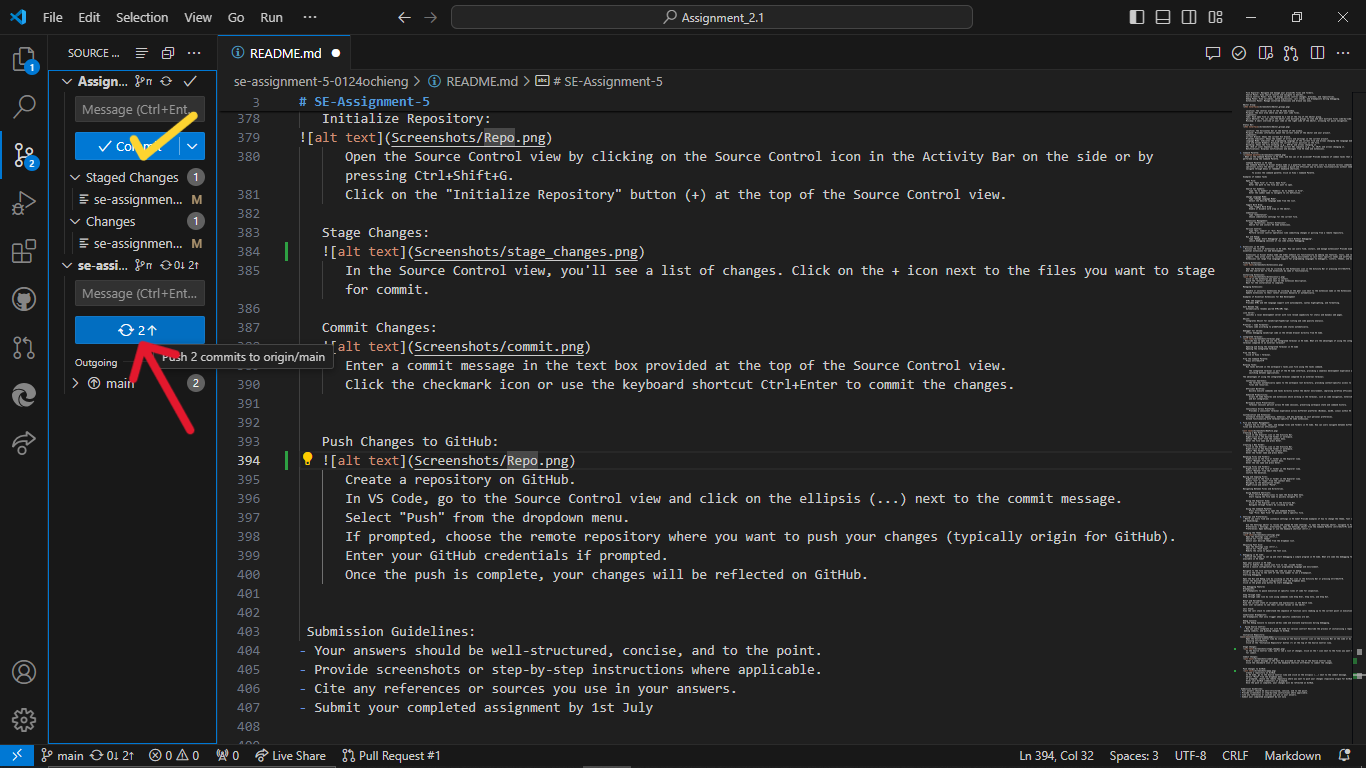 File Edit Selection View Go Run ··· Assignment_2.1
SOURCE ... ··· README.md
1
se-assignment-5-0124ochieng > README.md > # SE-Assignment-5
Assign...
Message (Ctrl+Ent...
Com
2
Staged Changes 1
se-assignmen... M
Changes 1
se-assignmen... M
se-assi... 0↓ 2↑
Message (Ctrl+Ent...
2↑
Push 2 commits to origin/main
Outgoing
main 2
3 # SE-Assignment-5
378 Initialize Repository:
379 ![alt text](Screenshots/Repo.png)
380 Open the Source Control view by clicking on the Source Control icon in the Activity Bar on the side or by
pressing Ctrl+Shift+G.
381 Click on the "Initialize Repository" button (+) at the top of the Source Control view.
382
383 Stage Changes:
384 ![alt text](Screenshots/stage_changes.png)
385 In the Source Control view, you'll see a list of changes. Click on the + icon next to the files you want to stage
for commit.
386
387 Commit Changes:
![alt text](Screenshots/commit.png)
Enter a commit message in the text box provided at the top of the Source Control view.
390 Click the checkmark icon or use the keyboard shortcut Ctrl+Enter to commit the changes.
391
392
393 Push Changes to GitHub:
394 ![alt text](Screenshots/Repo.png)
395 Create a repository on GitHub.
396 In VS Code, go to the Source Control view and click on the ellipsis (...) next to the commit message.
397 Select "Push" from the dropdown menu.
398 If prompted, choose the remote repository where you want to push your changes (typically origin for GitHub).
399 Enter your GitHub credentials if prompted.
400 Once the push is complete, your changes will be reflected on GitHub.
401
402
403 Submission Guidelines:
404 - Your answers should be well-structured, concise, and to the point.
405 - Provide screenshots or step-by-step instructions where applicable.
406 - Cite any references or sources you use in your answers.
407 - Submit your completed assignment by 1st July
408
main 0↓ 2↑ 0 0 0 Live Share Pull Request #1 Ln 394, Col 32 Spaces: 3 UTF-8 CRLF Markdown